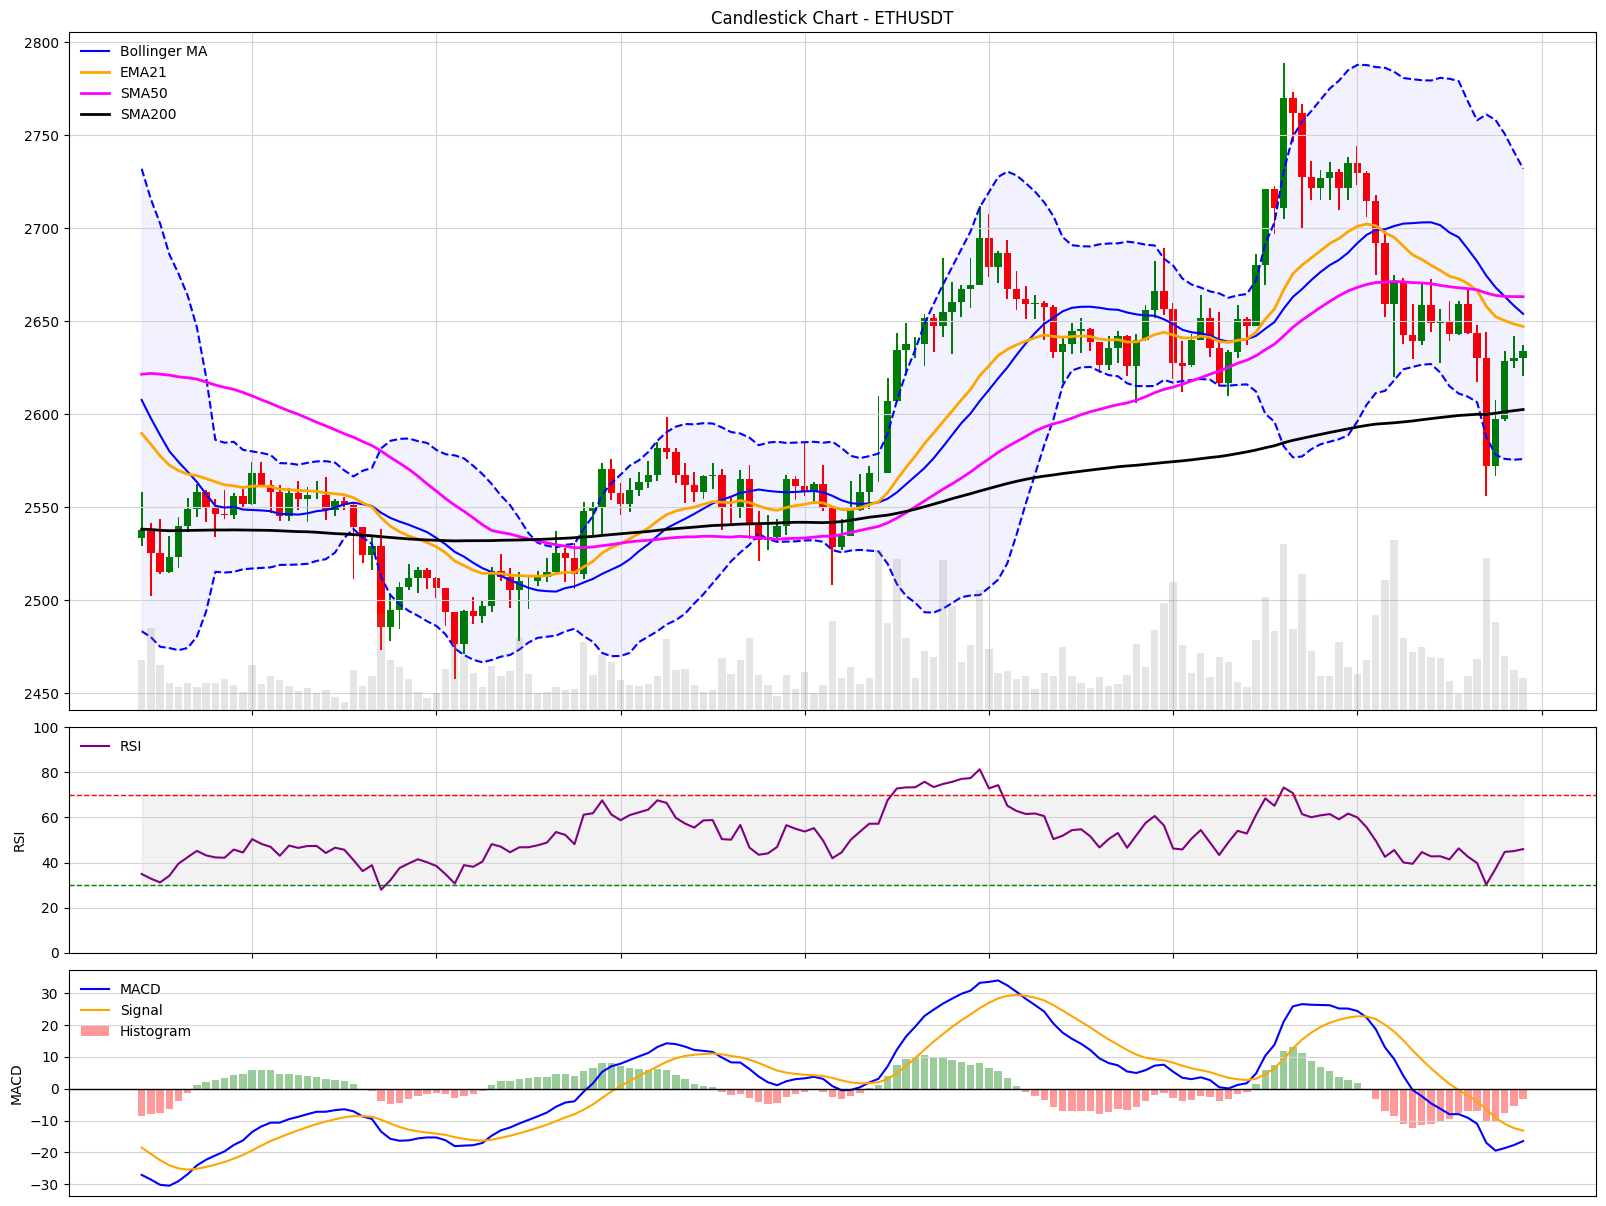 Candlestick Chart - ETHUSDT
Bollinger MA
EMA21
SMA50
SMA200
2800
2750
2700
2650
2600
2550
2500
2450
RSI
100
80
60
40
20
0
RSI
MACD
Signal
Histogram
30
20
10
0
−10
−20
−30
MACD